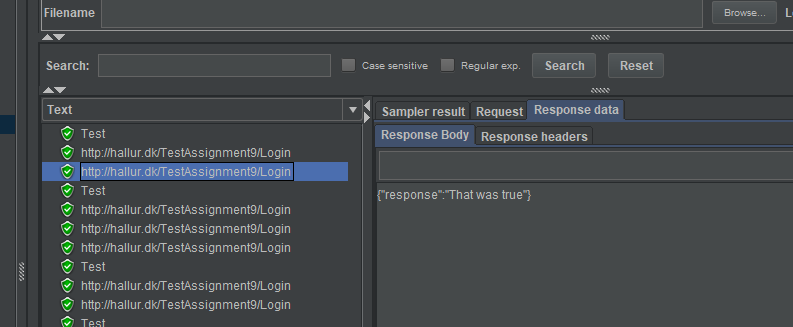 Filename
Browse...
Search:
Case sensitive
Regular exp.
Search
Reset
Text
Test
http://hallur.dk/TestAssignment9/Login
http://hallur.dk/TestAssignment9/Login
Test
http://hallur.dk/TestAssignment9/Login
http://hallur.dk/TestAssignment9/Login
http://hallur.dk/TestAssignment9/Login
Test
http://hallur.dk/TestAssignment9/Login
http://hallur.dk/TestAssignment9/Login
Test
Sampler result
Request
Response data
Response Body
Response headers
{"response":"That was true"}